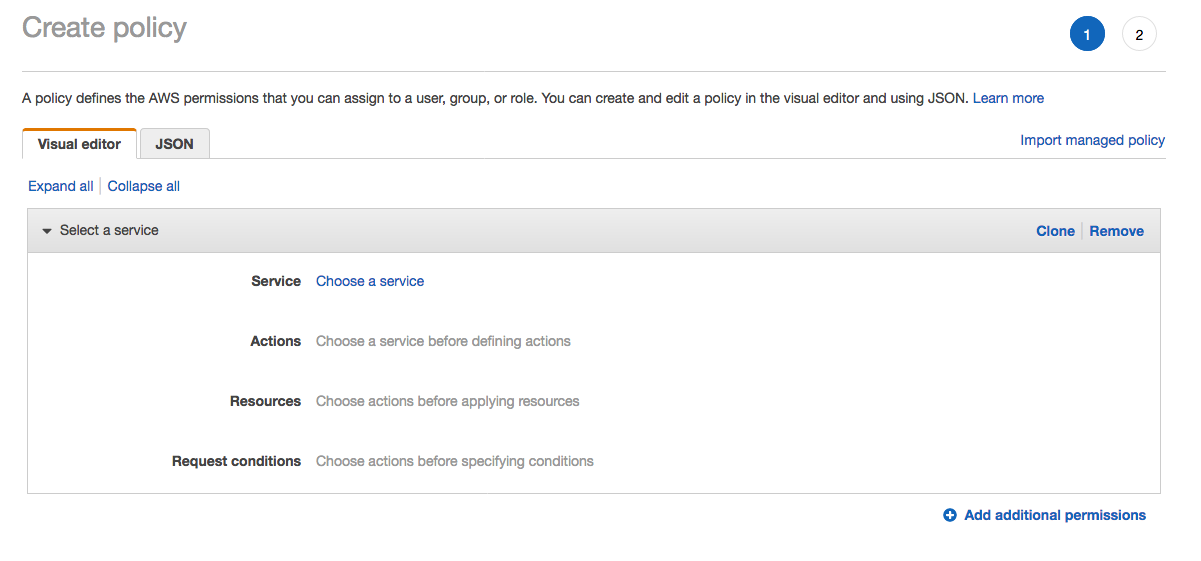 Create policy
1
2
A policy defines the AWS permissions that you can assign to a user, group, or role. You can create and edit a policy in the visual editor and using JSON. Learn more
Visual editor
JSON
Import managed policy
Expand all
Collapse all
Select a service
Clone
Remove
Service Choose a service
Actions Choose a service before defining actions
Resources Choose actions before applying resources
Request conditions Choose actions before specifying conditions
Add additional permissions